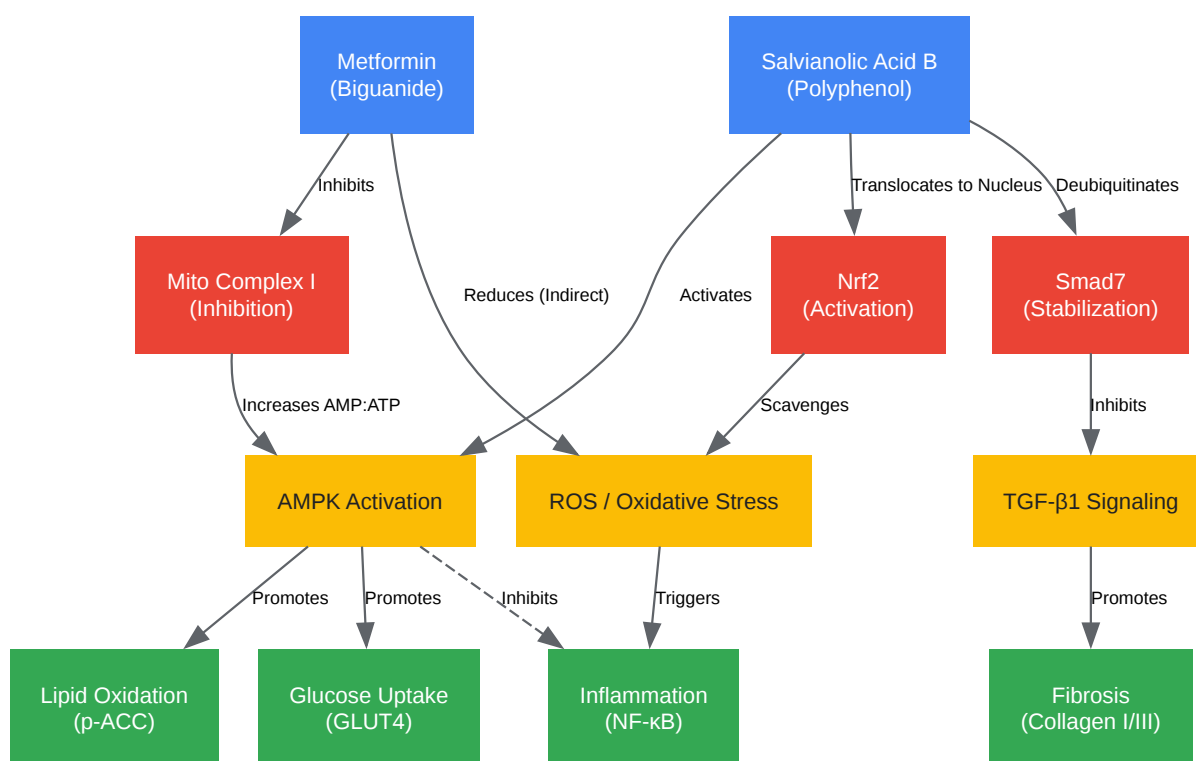 Metformin
(Biguanide)
Salvianolic Acid B
(Polyphenol)
Inhibits
Translocates to Nucleus
Deubiquitinates
Mito Complex I
(Inhibition)
Reduces (Indirect)
Activates
Nrf2
(Activation)
Smad7
(Stabilization)
Increases AMP:ATP
Scavenges
Inhibits
AMPK Activation
ROS / Oxidative Stress
TGF-β1 Signaling
Promotes
Promotes
Inhibits
Triggers
Promotes
Lipid Oxidation
(p-ACC)
Glucose Uptake
(GLUT4)
Inflammation
(NF-κB)
Fibrosis
(Collagen I/III)